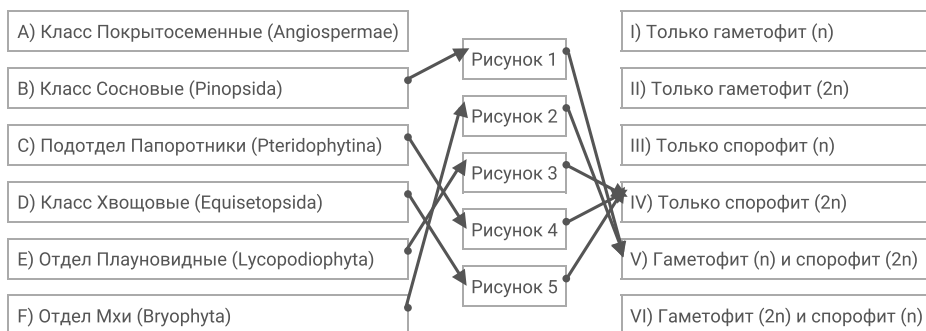 A) Класс Покрытосеменные (Angiospermae)
B) Класс Сосновые (Pinopsida)
C) Подотдел Папоротники (Pteridophytina)
D) Класс Хвощовые (Equisetopsida)
E) Отдел Плауновидные (Lycopodiophyta)
F) Отдел Мхи (Bryophyta)
Рисунок 1
Рисунок 2
Рисунок 3
Рисунок 4
Рисунок 5
I) Только гаметофит (n)
II) Только гаметофит (2n)
III) Только спорофит (n)
IV) Только спорофит (2n)
V) Гаметофит (n) и спорофит (2n)
VI) Гаметофит (2n) и спорофит (n)